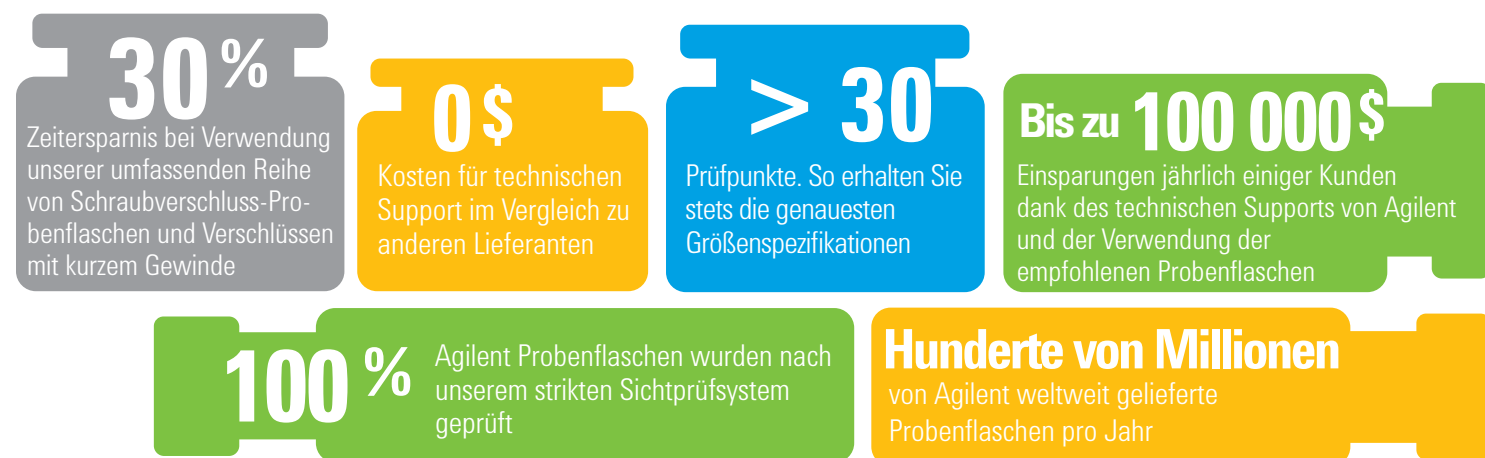 30 %
Zeitersparnis bei Verwendung
unserer umfassenden Reihe
von Schraubverschluss-Pro-
benflaschen und Verschlüssen
mit kurzem Gewinde
0 $
Kosten für technischen
Support im Vergleich zu
anderen Lieferanten
> 30
Prüfpunkte. So erhalten Sie
stets die genauesten
Größenspezifikationen
Bis zu 100 000 $
Einsparungen jährlich einiger Kunden
dank des technischen Supports von Agilent
und der Verwendung der
empfohlenen Probenflaschen
100 %
Agilent Probenflaschen wurden nach
unserem strikten Sichtprüfsystem
geprüft
Hunderte von Millionen
von Agilent weltweit gelieferte
Probenflaschen pro Jahr